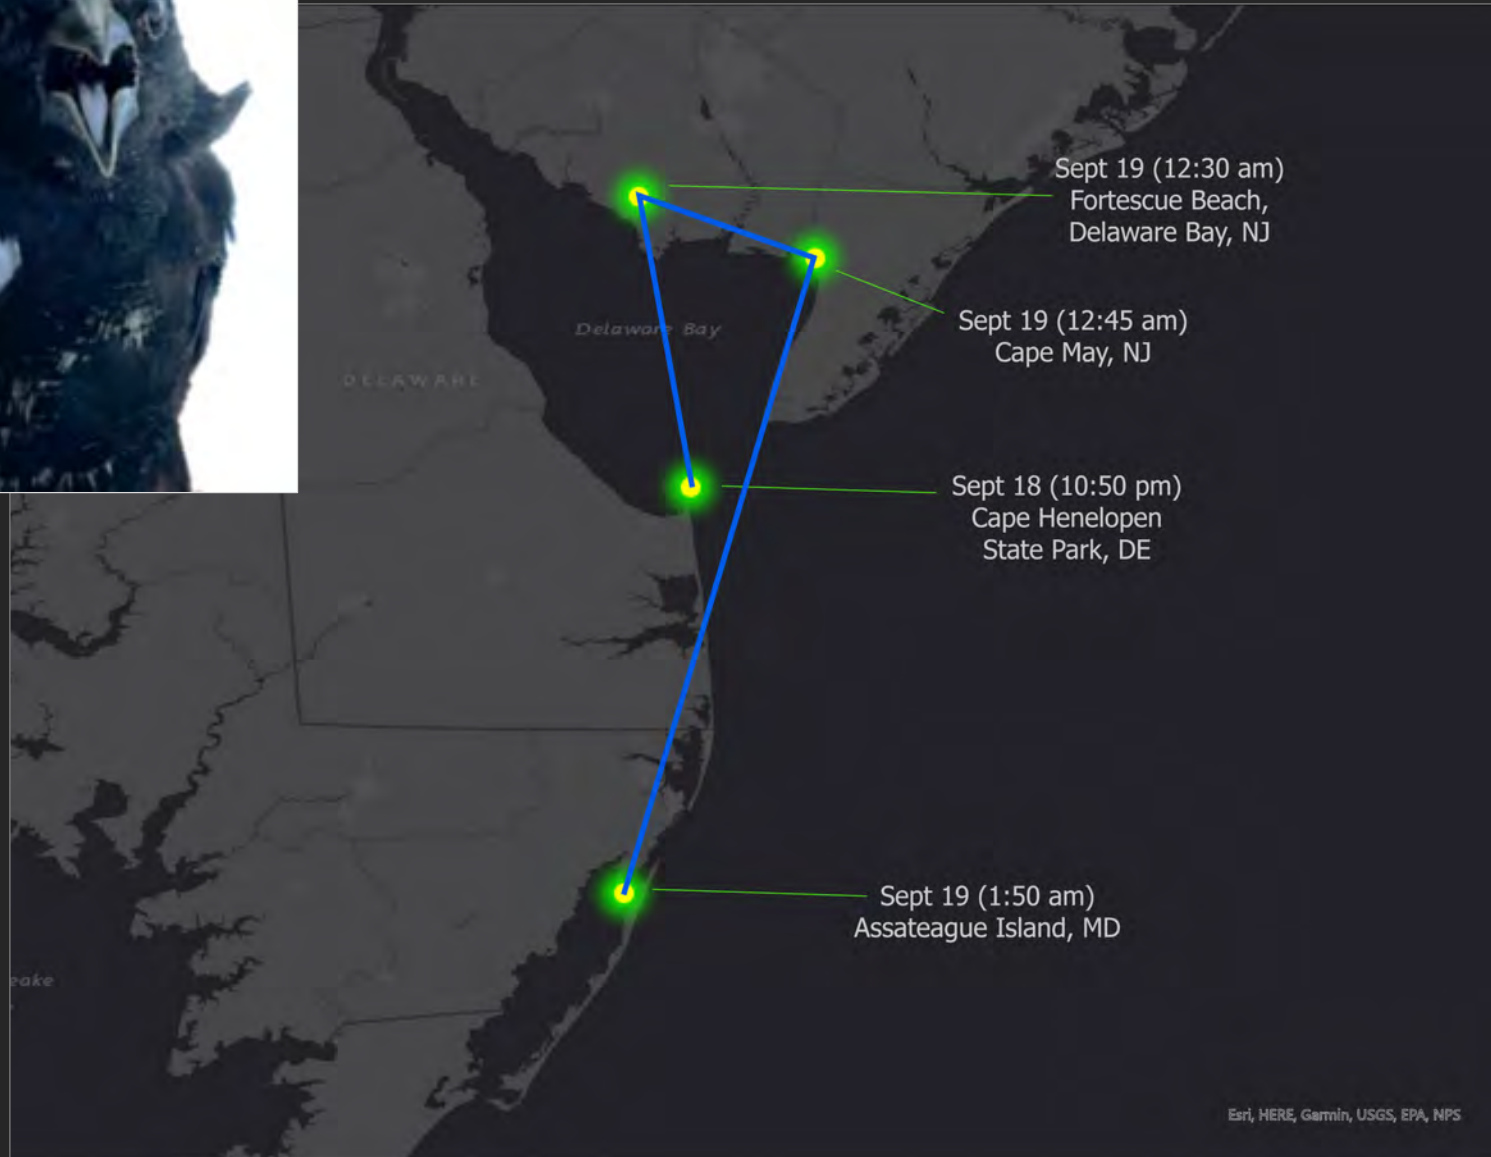 Sept 19 (12:30 am)
Fortescue Beach,
Delaware Bay, NJ
Sept 19 (12:45 am)
Cape May, NJ
Delaware Bay
DELAWARE
Sept 18 (10:50 pm)
Cape Henelopen
State Park, DE
Sept 19 (1:50 am)
Assateague Island, MD
eake
Esri, HERE, Garmin, USGS, EPA, NPS